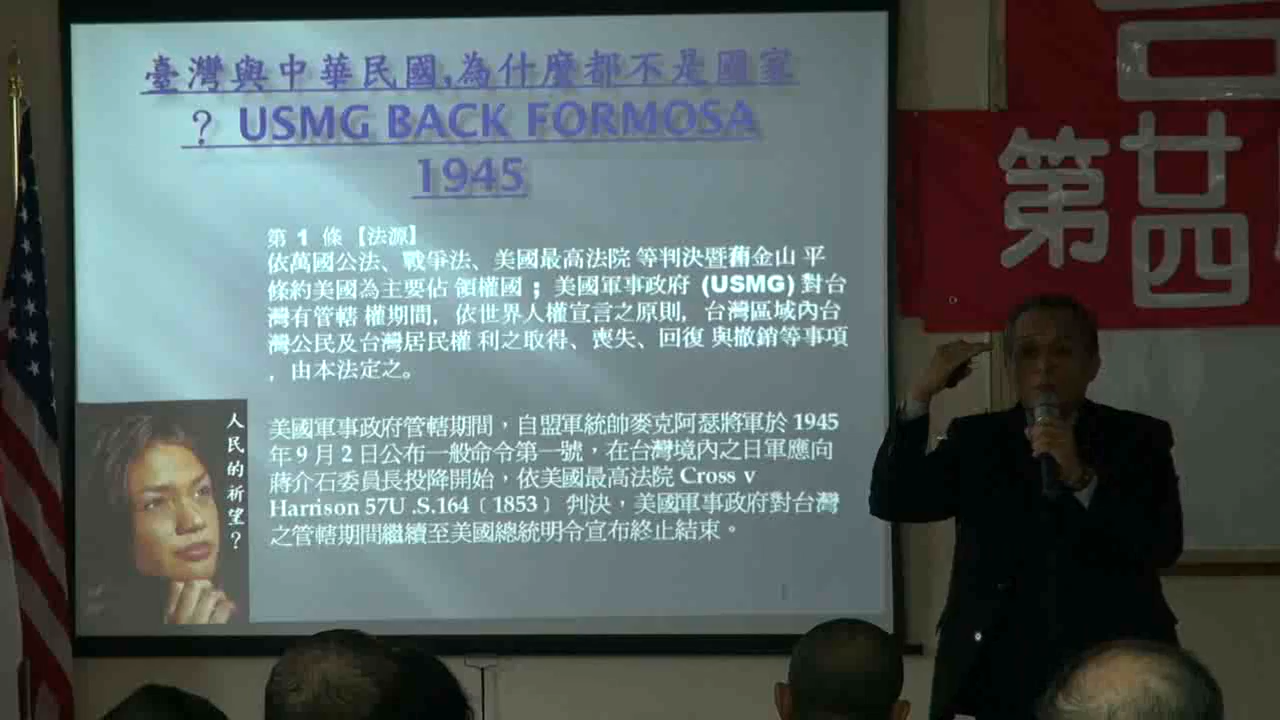 臺灣與中華民國,為什麼都不是國家
? USMG BACK FORMOSA
1945
第 1 條【法源】
依萬國公法、戰爭法、美國最高法院 等判決暨舊金山 平
條約美國為主要佔 領權國 ; 美國軍事政府 (USMG) 對台
灣有管轄 權期間, 依世界人權宣言之原則, 台灣區域內台
灣公民及台灣居民權 利之取得、喪失、回復 與撤銷等事項
, 由本法定之。
美國軍事政府管轄期間,自盟軍統帥麥克阿瑟將軍於 1945
年 9 月 2 日公布一般命令第一號,在台灣境內之日軍應向
蔣介石委員長投降開始,依美國最高法院 Cross v
Harrison 57U .S.164﹝1853﹞ 判決,美國軍事政府對台灣
之管轄期間繼續至美國總統明令宣布終止結束。
人民的祈望?
第廿四